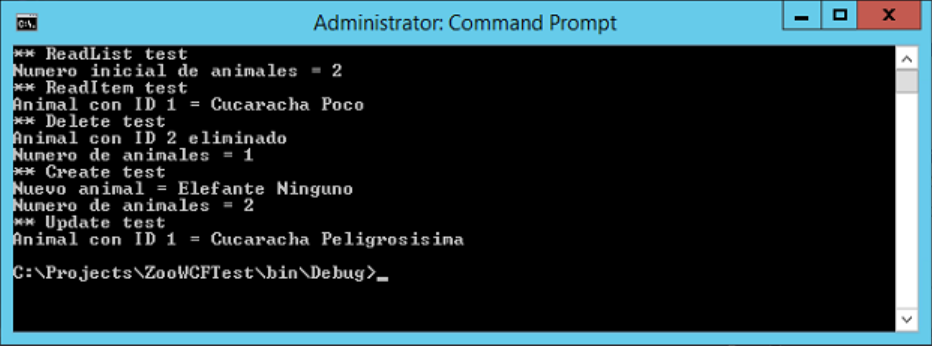 Administrator: Command Prompt
** ReadList test
Numero inicial de animales = 2
** ReadItem test
Animal con ID 1 = Cucaracha Poco
** Delete test
Animal con ID 2 eliminado
Numero de animales = 1
** Create test
Nuevo animal = Elefante Ninguno
Numero de animales = 2
** Update test
Animal con ID 1 = Cucaracha Peligrosisima
C:\Projects\ZooWCFTest\bin\Debug>_